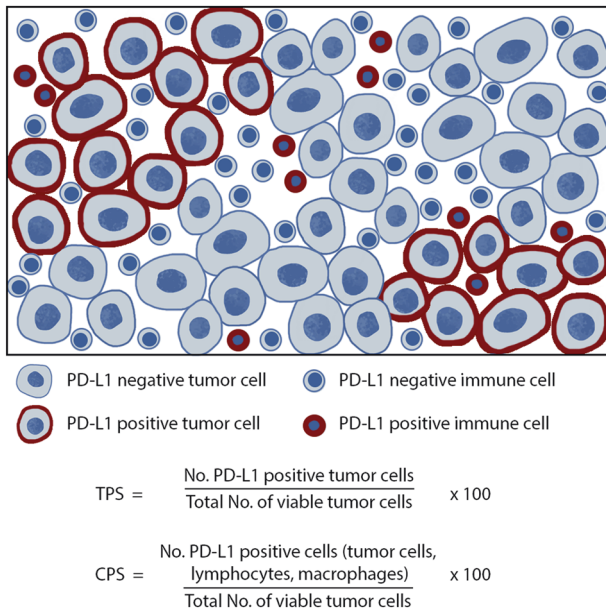 PD-L1 negative tumor cell
PD-L1 negative immune cell
PD-L1 positive tumor cell
PD-L1 positive immune cell
TPS = No. PD-L1 positive tumor cells x 100
Total No. of viable tumor cells
No. PD-L1 positive cells (tumor cells,
CPS = lymphocytes, macrophages) x 100
Total No. of viable tumor cells